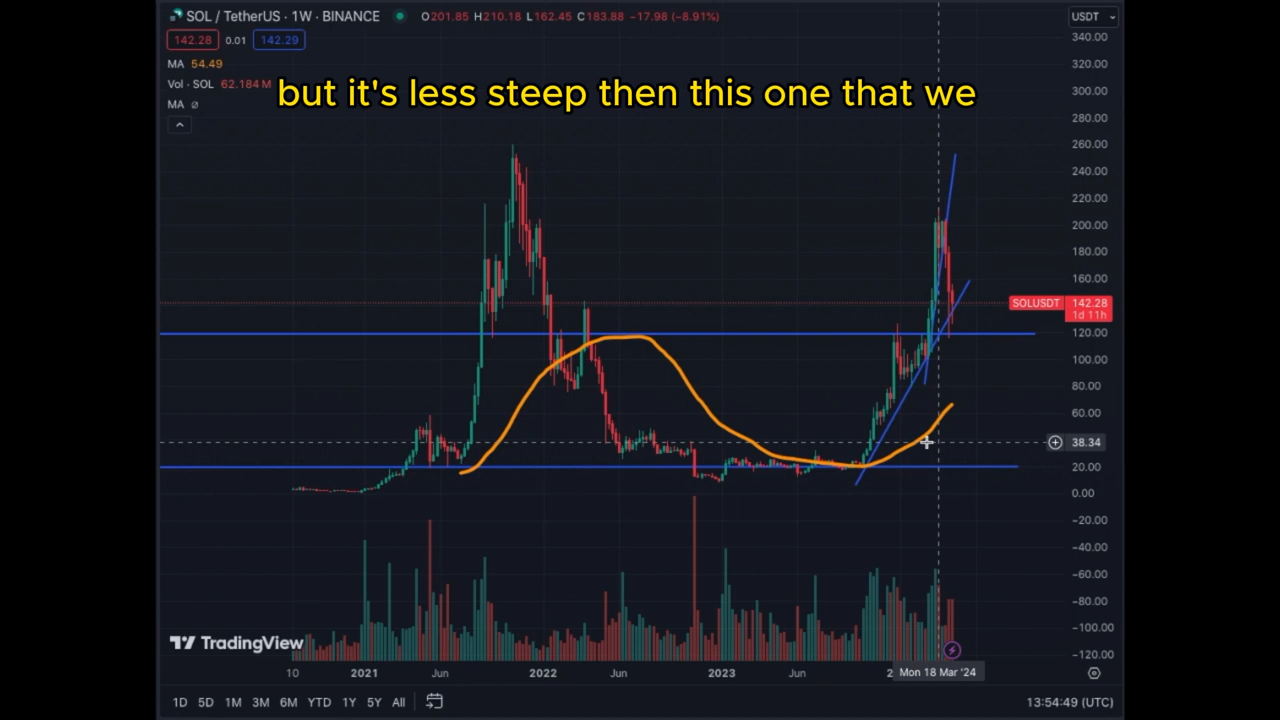 SOL / TetherUS · 1W · BINANCE O201.85 H210.18 L162.45 C183.88 −17.98 (−8.91%) USDT
142.28 0.01 142.29
MA 54.49
Vol · SOL 62.184M
MA ∅
but it's less steep then this one that we
340.00
320.00
300.00
280.00
260.00
240.00
220.00
200.00
180.00
160.00
SOLUSDT 142.28
1d 11h
120.00
100.00
80.00
60.00
38.34
20.00
0.00
−20.00
−40.00
−60.00
−80.00
−100.00
−120.00
TradingView
10 2021 Jun 2022 Jun 2023 Jun 2 Mon 18 Mar '24
1D 5D 1M 3M 6M YTD 1Y 5Y All 13:54:49 (UTC)